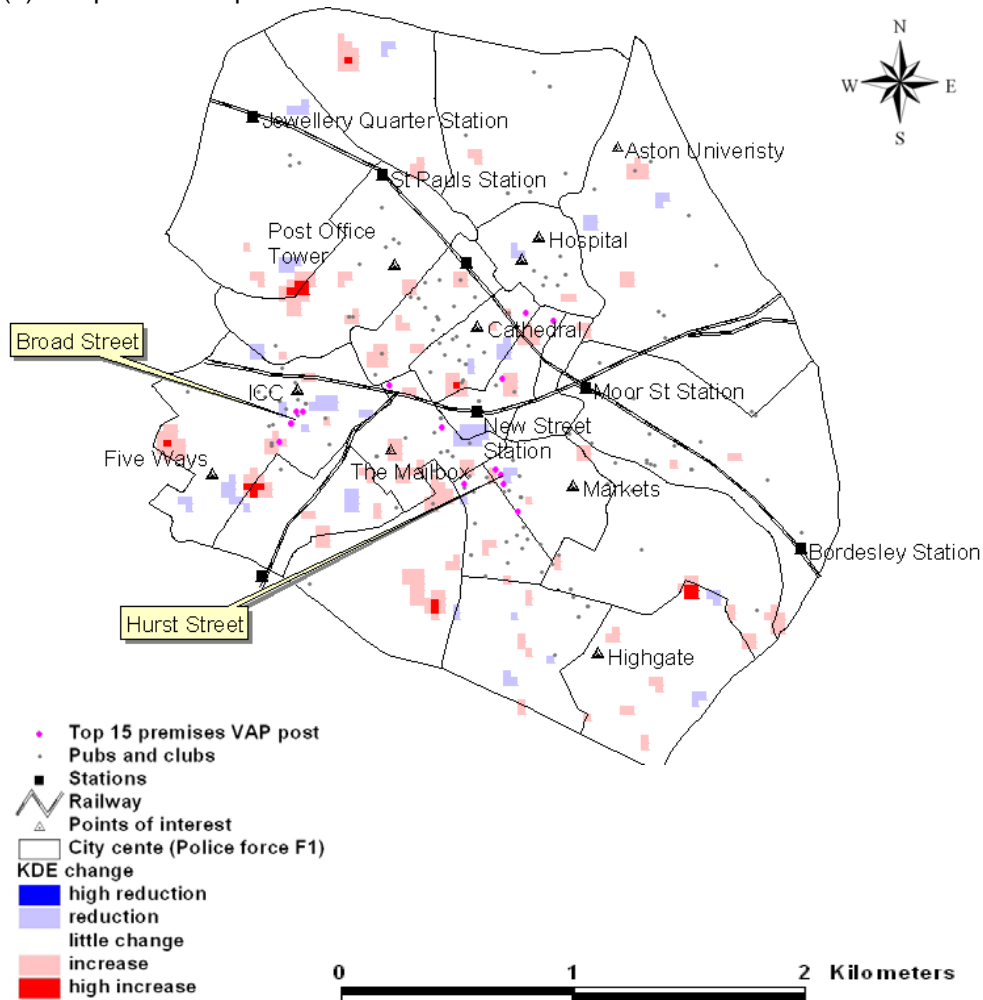 N
W E
S
Jewellery Quarter Station
Aston Univeristy
St Pauls Station
Post Office
Tower
Hospital
Broad Street
Cathedral
ICC
Moor St Station
New Street
Station
Five Ways
The Mailbox
Markets
Bordesley Station
Hurst Street
Highgate
Top 15 premises VAP post
Pubs and clubs
Stations
Railway
Points of interest
City cente (Police force F1)
KDE change
high reduction
reduction
little change
increase
high increase
0 1 2 Kilometers